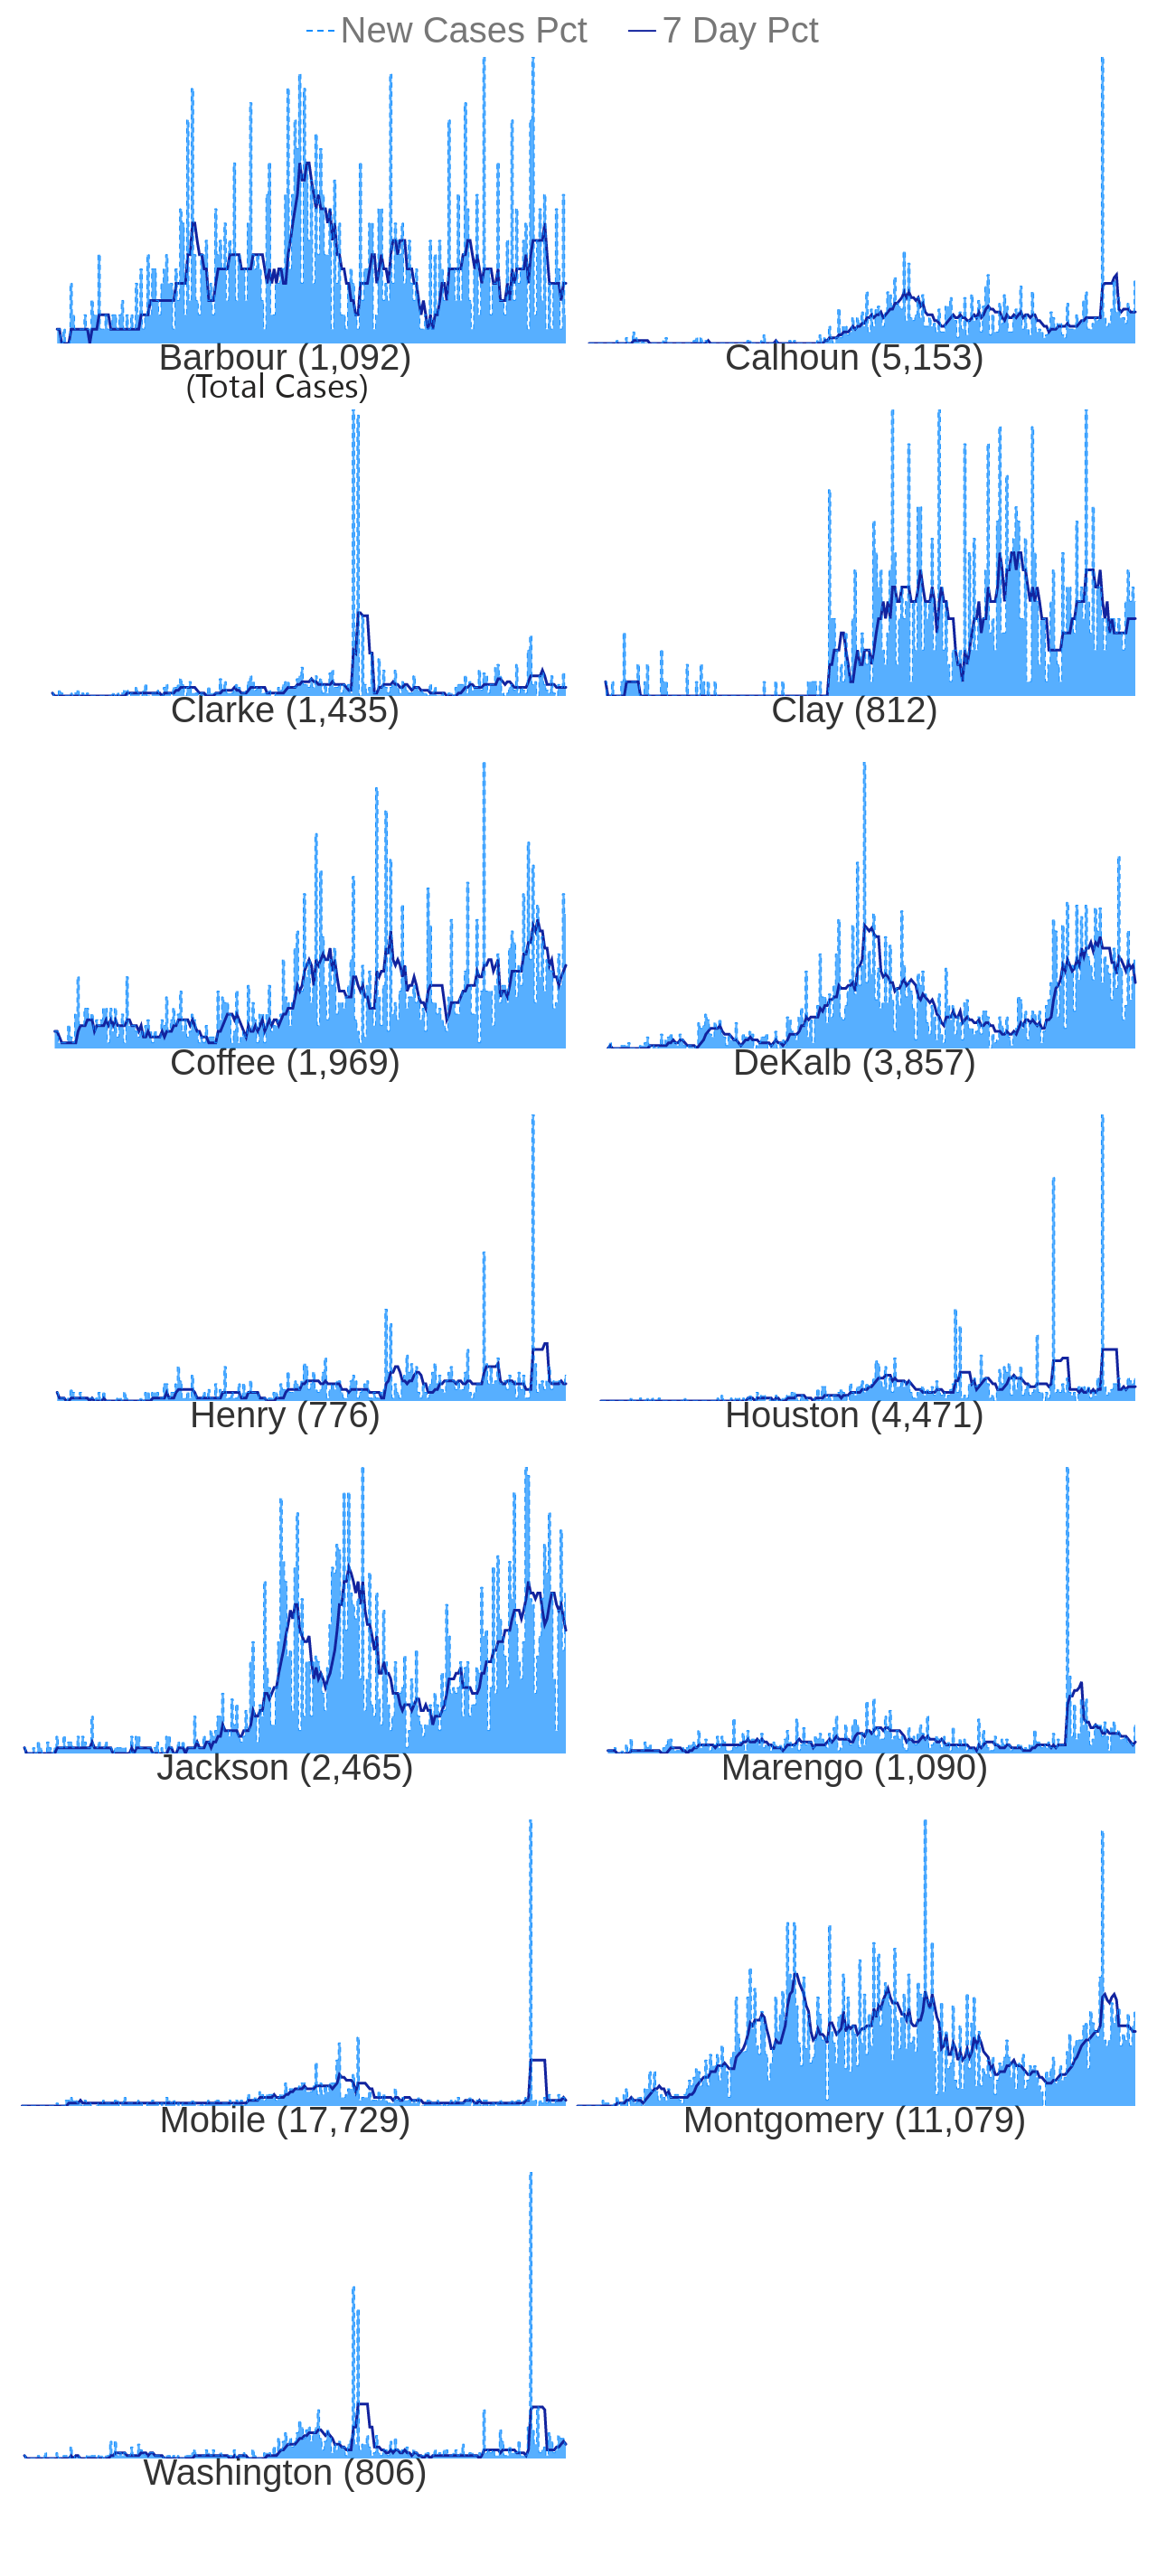 New Cases Pct 7 Day Pct
Barbour (1,092) Calhoun (5,153)
(Total Cases)
Clarke (1,435) Clay (812)
Coffee (1,969) DeKalb (3,857)
Henry (776) Houston (4,471)
Jackson (2,465) Marengo (1,090)
Mobile (17,729) Montgomery (11,079)
Washington (806)